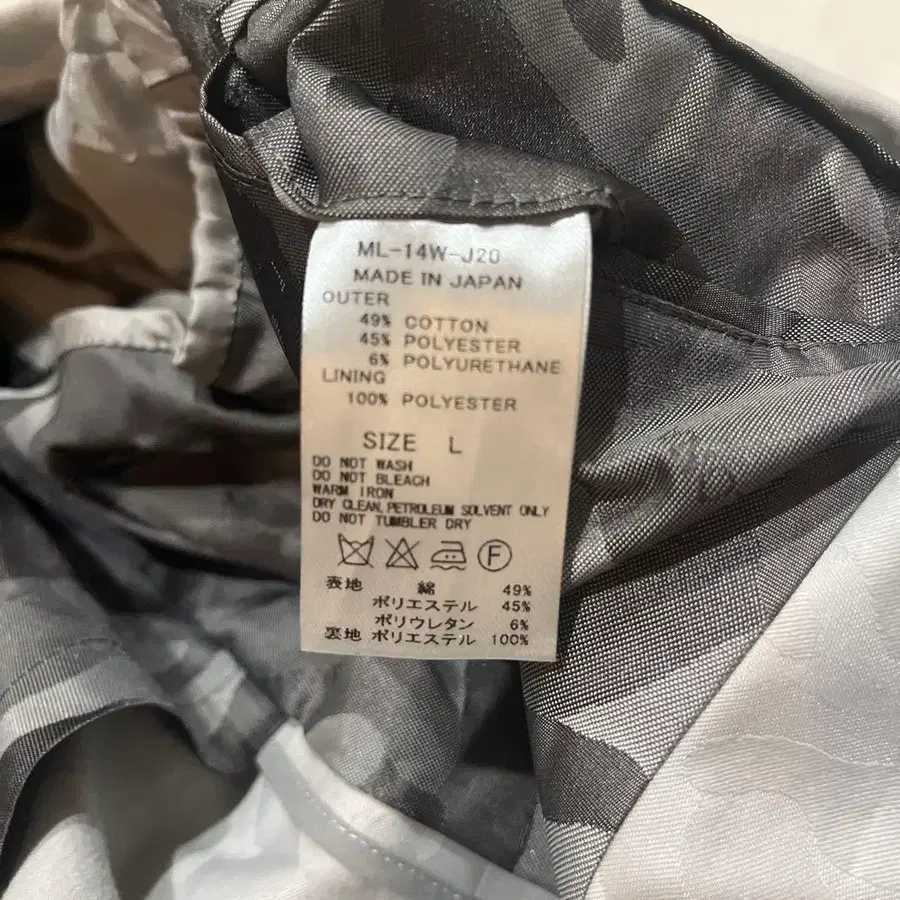 ML-14W-J20
MADE IN JAPAN
OUTER
49% COTTON
45% POLYESTER
6% POLYURETHANE
LINING
100% POLYESTER
SIZE L
DO NOT WASH
DO NOT BLEACH
WARM IRON
DRY CLEAN, PETROLEUM SOLVENT ONLY
DO NOT TUMBLER DRY
F
表地 綿 49%
ポリエステル 45%
ポリウレタン 6%
裏地 ポリエステル 100%